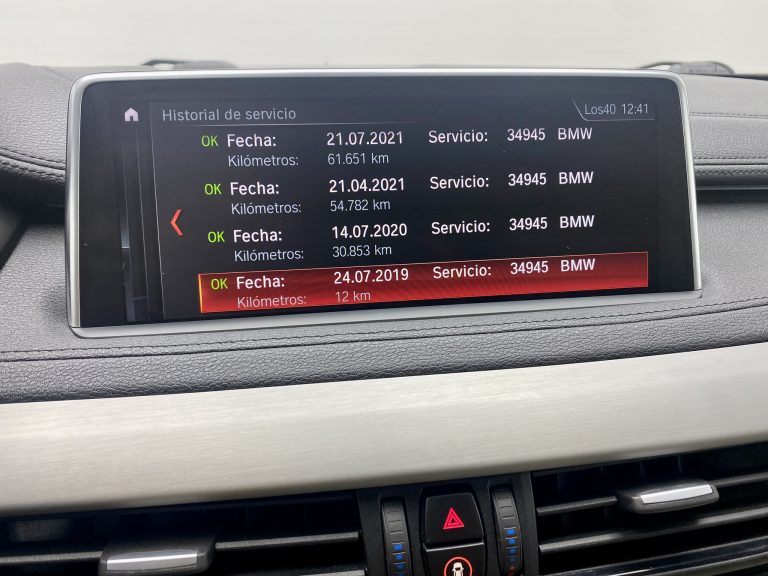 Historial de servicio Los40 12:41
OK Fecha: 21.07.2021 Servicio: 34945 BMW
Kilómetros: 61.651 km
OK Fecha: 21.04.2021 Servicio: 34945 BMW
Kilómetros: 54.782 km
OK Fecha: 14.07.2020 Servicio: 34945 BMW
Kilómetros: 30.853 km
OK Fecha: 24.07.2019 Servicio: 34945 BMW
Kilómetros: 12 km